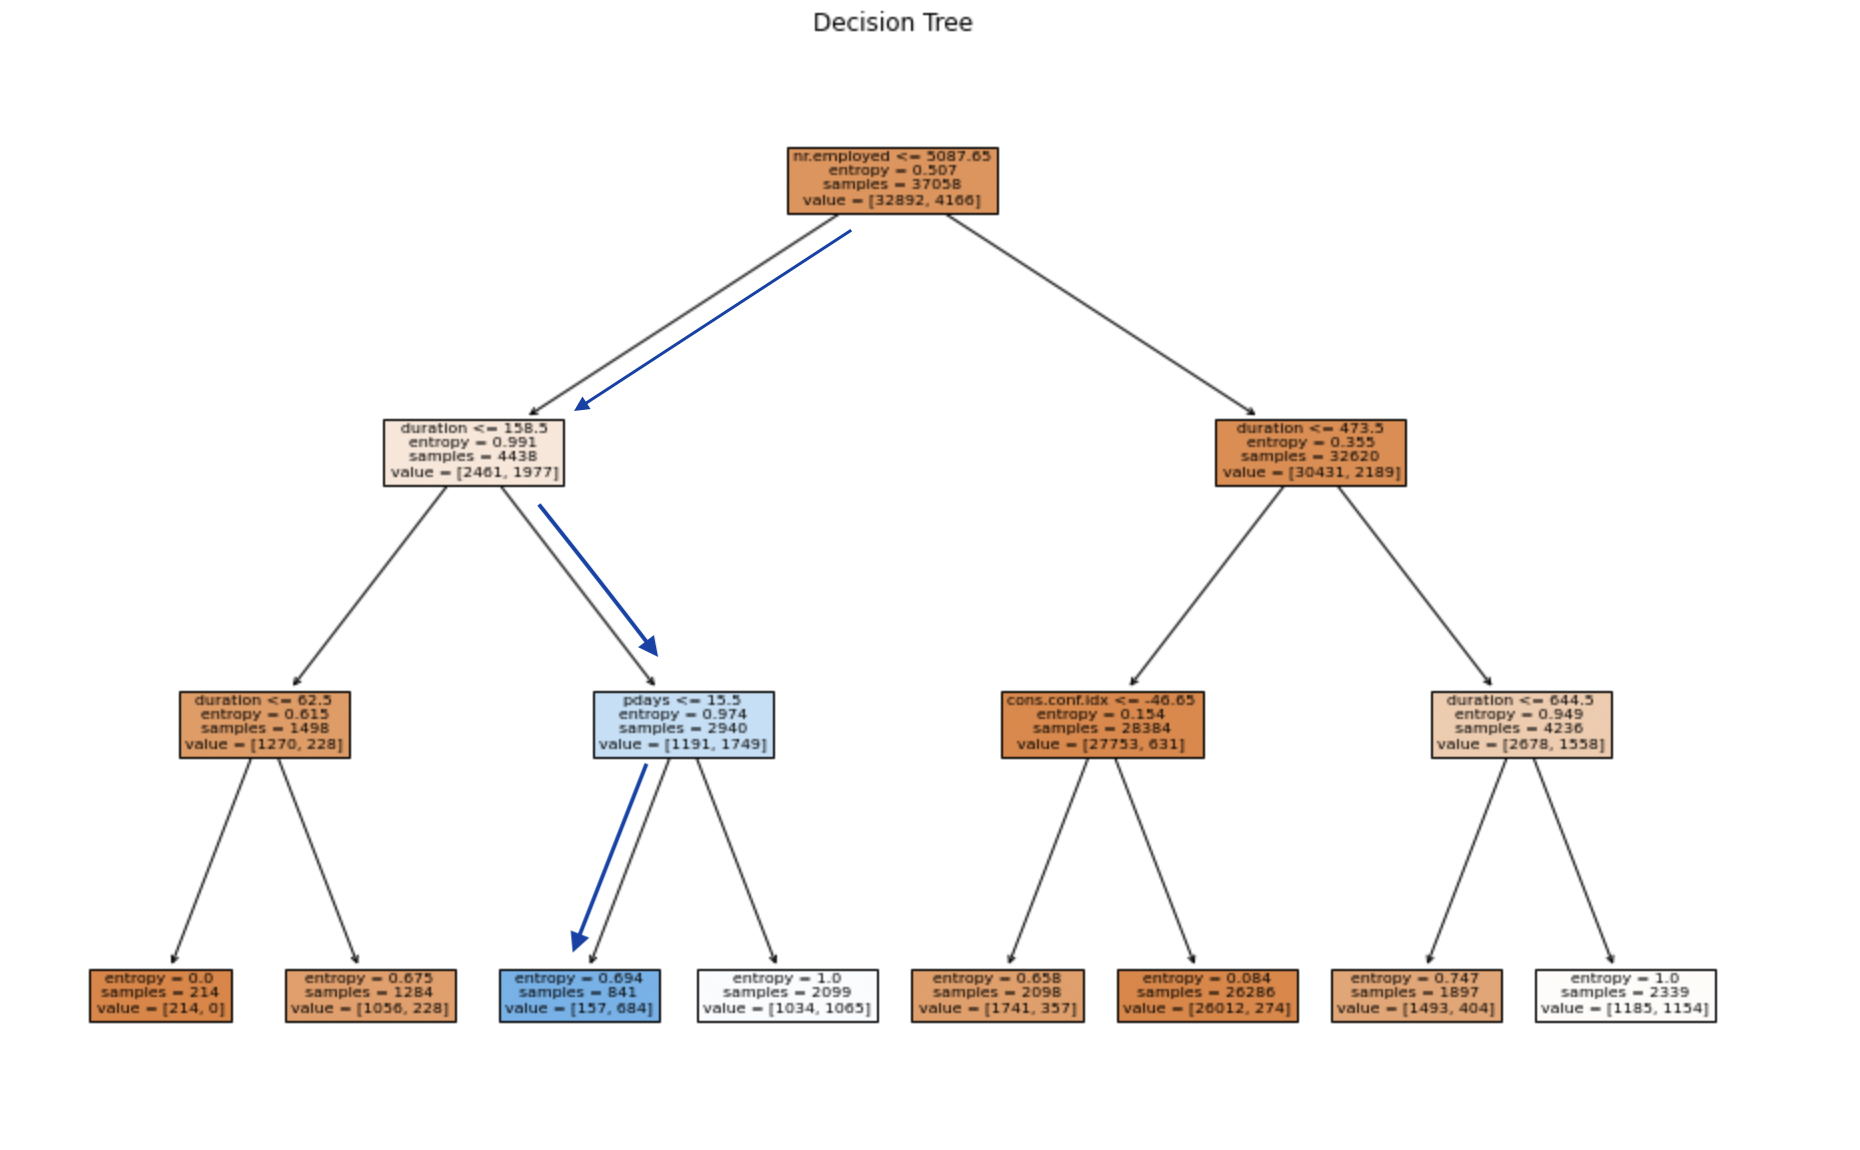 Decision Tree
nr.employed <= 5087.65
entropy = 0.507
samples = 37058
value = [32892, 4166]
duration <= 158.5
entropy = 0.991
samples = 4438
value = [2461, 1977]
duration <= 473.5
entropy = 0.355
samples = 32620
value = [30431, 2189]
duration <= 62.5
entropy = 0.615
samples = 1498
value = [1270, 228]
pdays <= 15.5
entropy = 0.974
samples = 2940
value = [1191, 1749]
cons.conf.idx <= -46.65
entropy = 0.154
samples = 28384
value = [27753, 631]
duration <= 644.5
entropy = 0.949
samples = 4236
value = [2678, 1558]
entropy = 0.0
samples = 214
value = [214, 0]
entropy = 0.675
samples = 1284
value = [1056, 228]
entropy = 0.694
samples = 841
value = [157, 684]
entropy = 1.0
samples = 2099
value = [1034, 1065]
entropy = 0.658
samples = 2098
value = [1741, 357]
entropy = 0.084
samples = 26286
value = [26012, 274]
entropy = 0.747
samples = 1897
value = [1493, 404]
entropy = 1.0
samples = 2339
value = [1185, 1154]